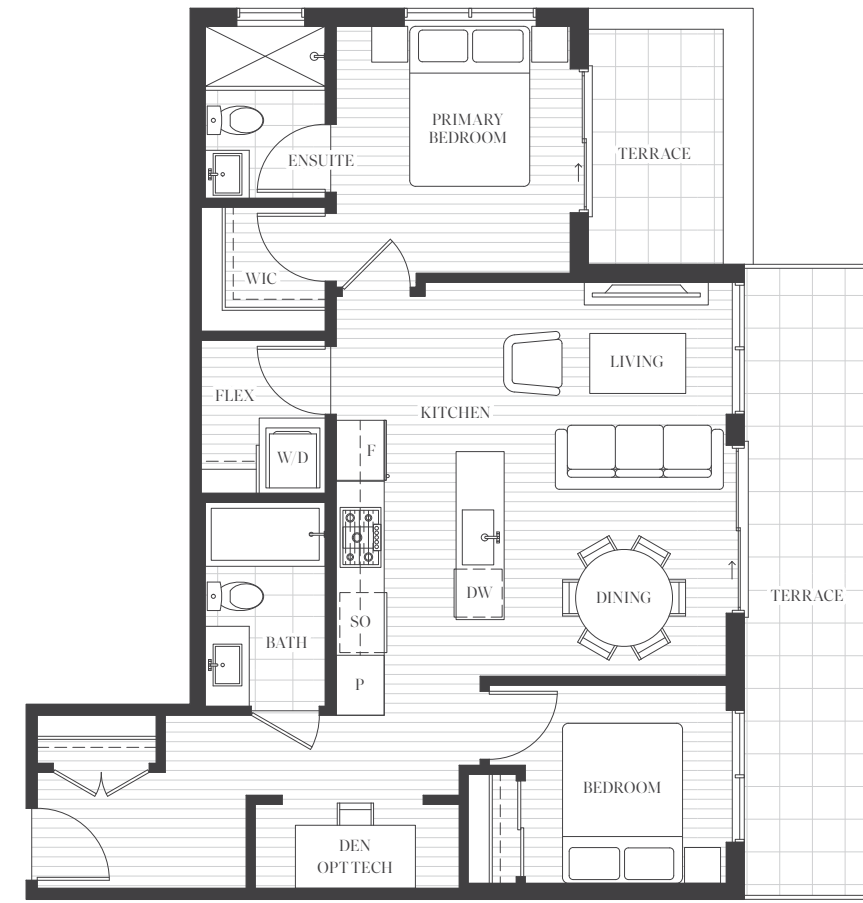 PRIMARY
BEDROOM
TERRACE
ENSUITE
WIC
LIVING
FLEX
KITCHEN
F
W/D
DW
DINING
TERRACE
SO
BATH
P
BEDROOM
DEN
OPT TECH